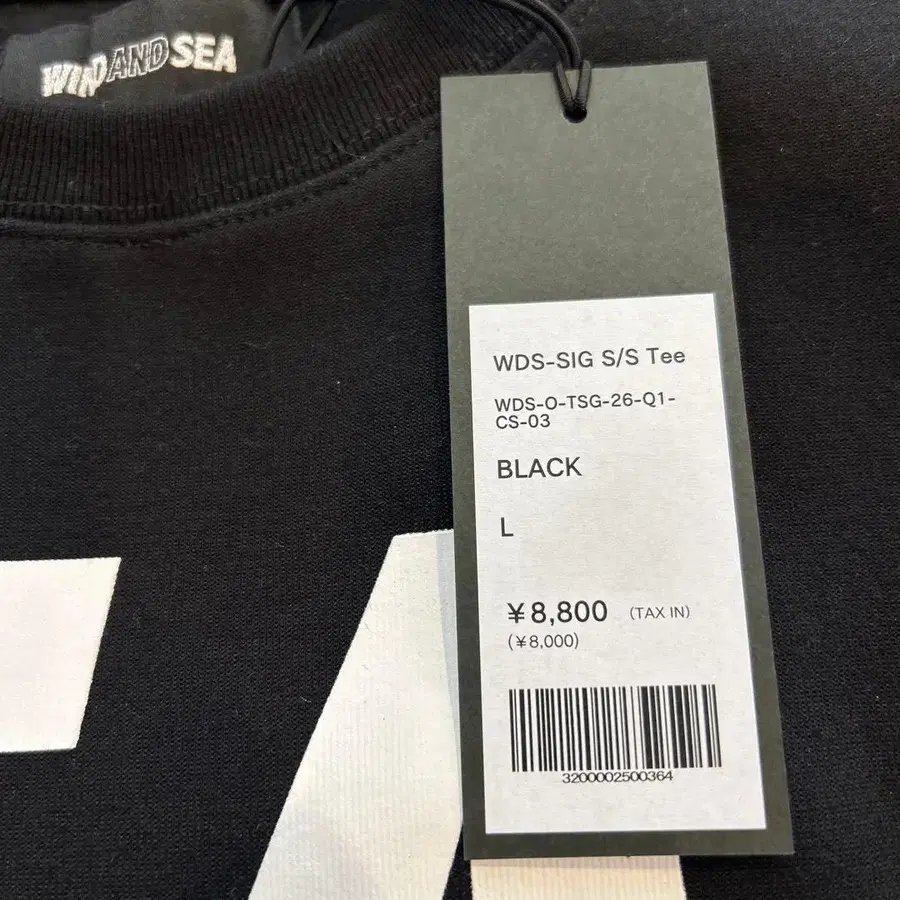 WINDANDSEA
WDS-SIG S/S Tee
WDS-O-TSG-26-Q1-
CS-03
BLACK
L
¥8,800 (TAX IN)
(¥8,000)
3200002500364